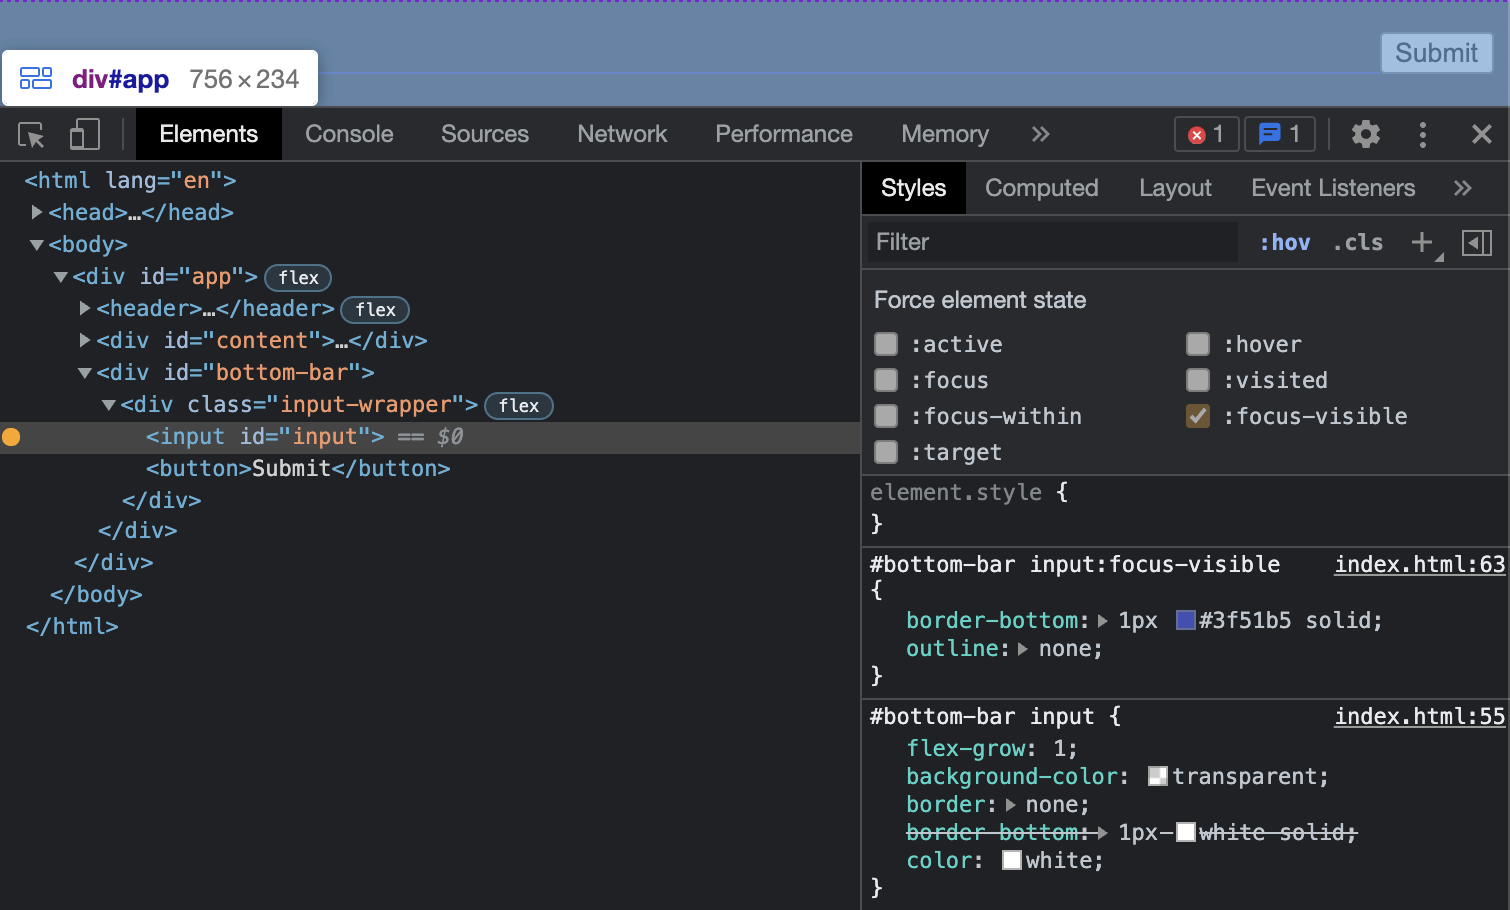 Submit
div#app 756×234
Elements Console Sources Network Performance Memory » 1 1
<html lang="en">
<head>…</head>
<body>
<div id="app"> flex
<header>…</header> flex
<div id="content">…</div>
<div id="bottom-bar">
<div class="input-wrapper"> flex
<input id="input"> == $0
<button>Submit</button>
</div>
</div>
</div>
</body>
</html>
Styles Computed Layout Event Listeners »
Filter :hov .cls +
Force element state
:active :hover
:focus :visited
:focus-within :focus-visible
:target
element.style {
}
#bottom-bar input:focus-visible index.html:63
{
border-bottom: 1px #3f51b5 solid;
outline: none;
}
#bottom-bar input { index.html:55
flex-grow: 1;
background-color: transparent;
border: none;
border-bottom: 1px white solid;
color: white;
}